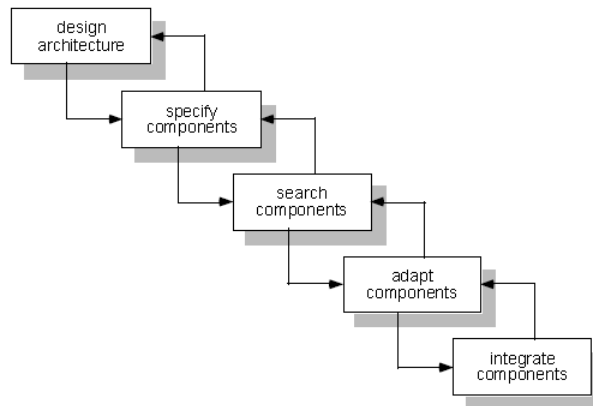 design
architecture
specify
components
search
components
adapt
components
integrate
components